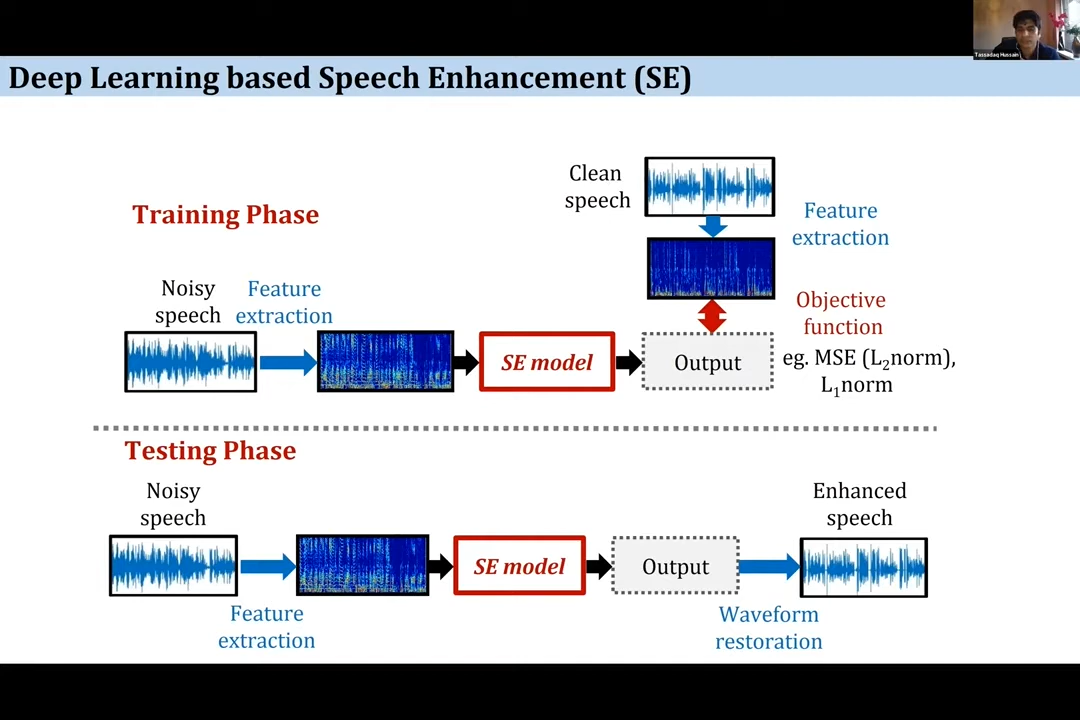 Tassadaq Hussain
Deep Learning based Speech Enhancement (SE)
Training Phase
Clean
speech
Feature
extraction
Noisy
speech
Feature
extraction
SE model
Output
Objective
function
eg. MSE (L₂norm),
L₁norm
Testing Phase
Noisy
speech
Feature
extraction
SE model
Output
Waveform
restoration
Enhanced
speech